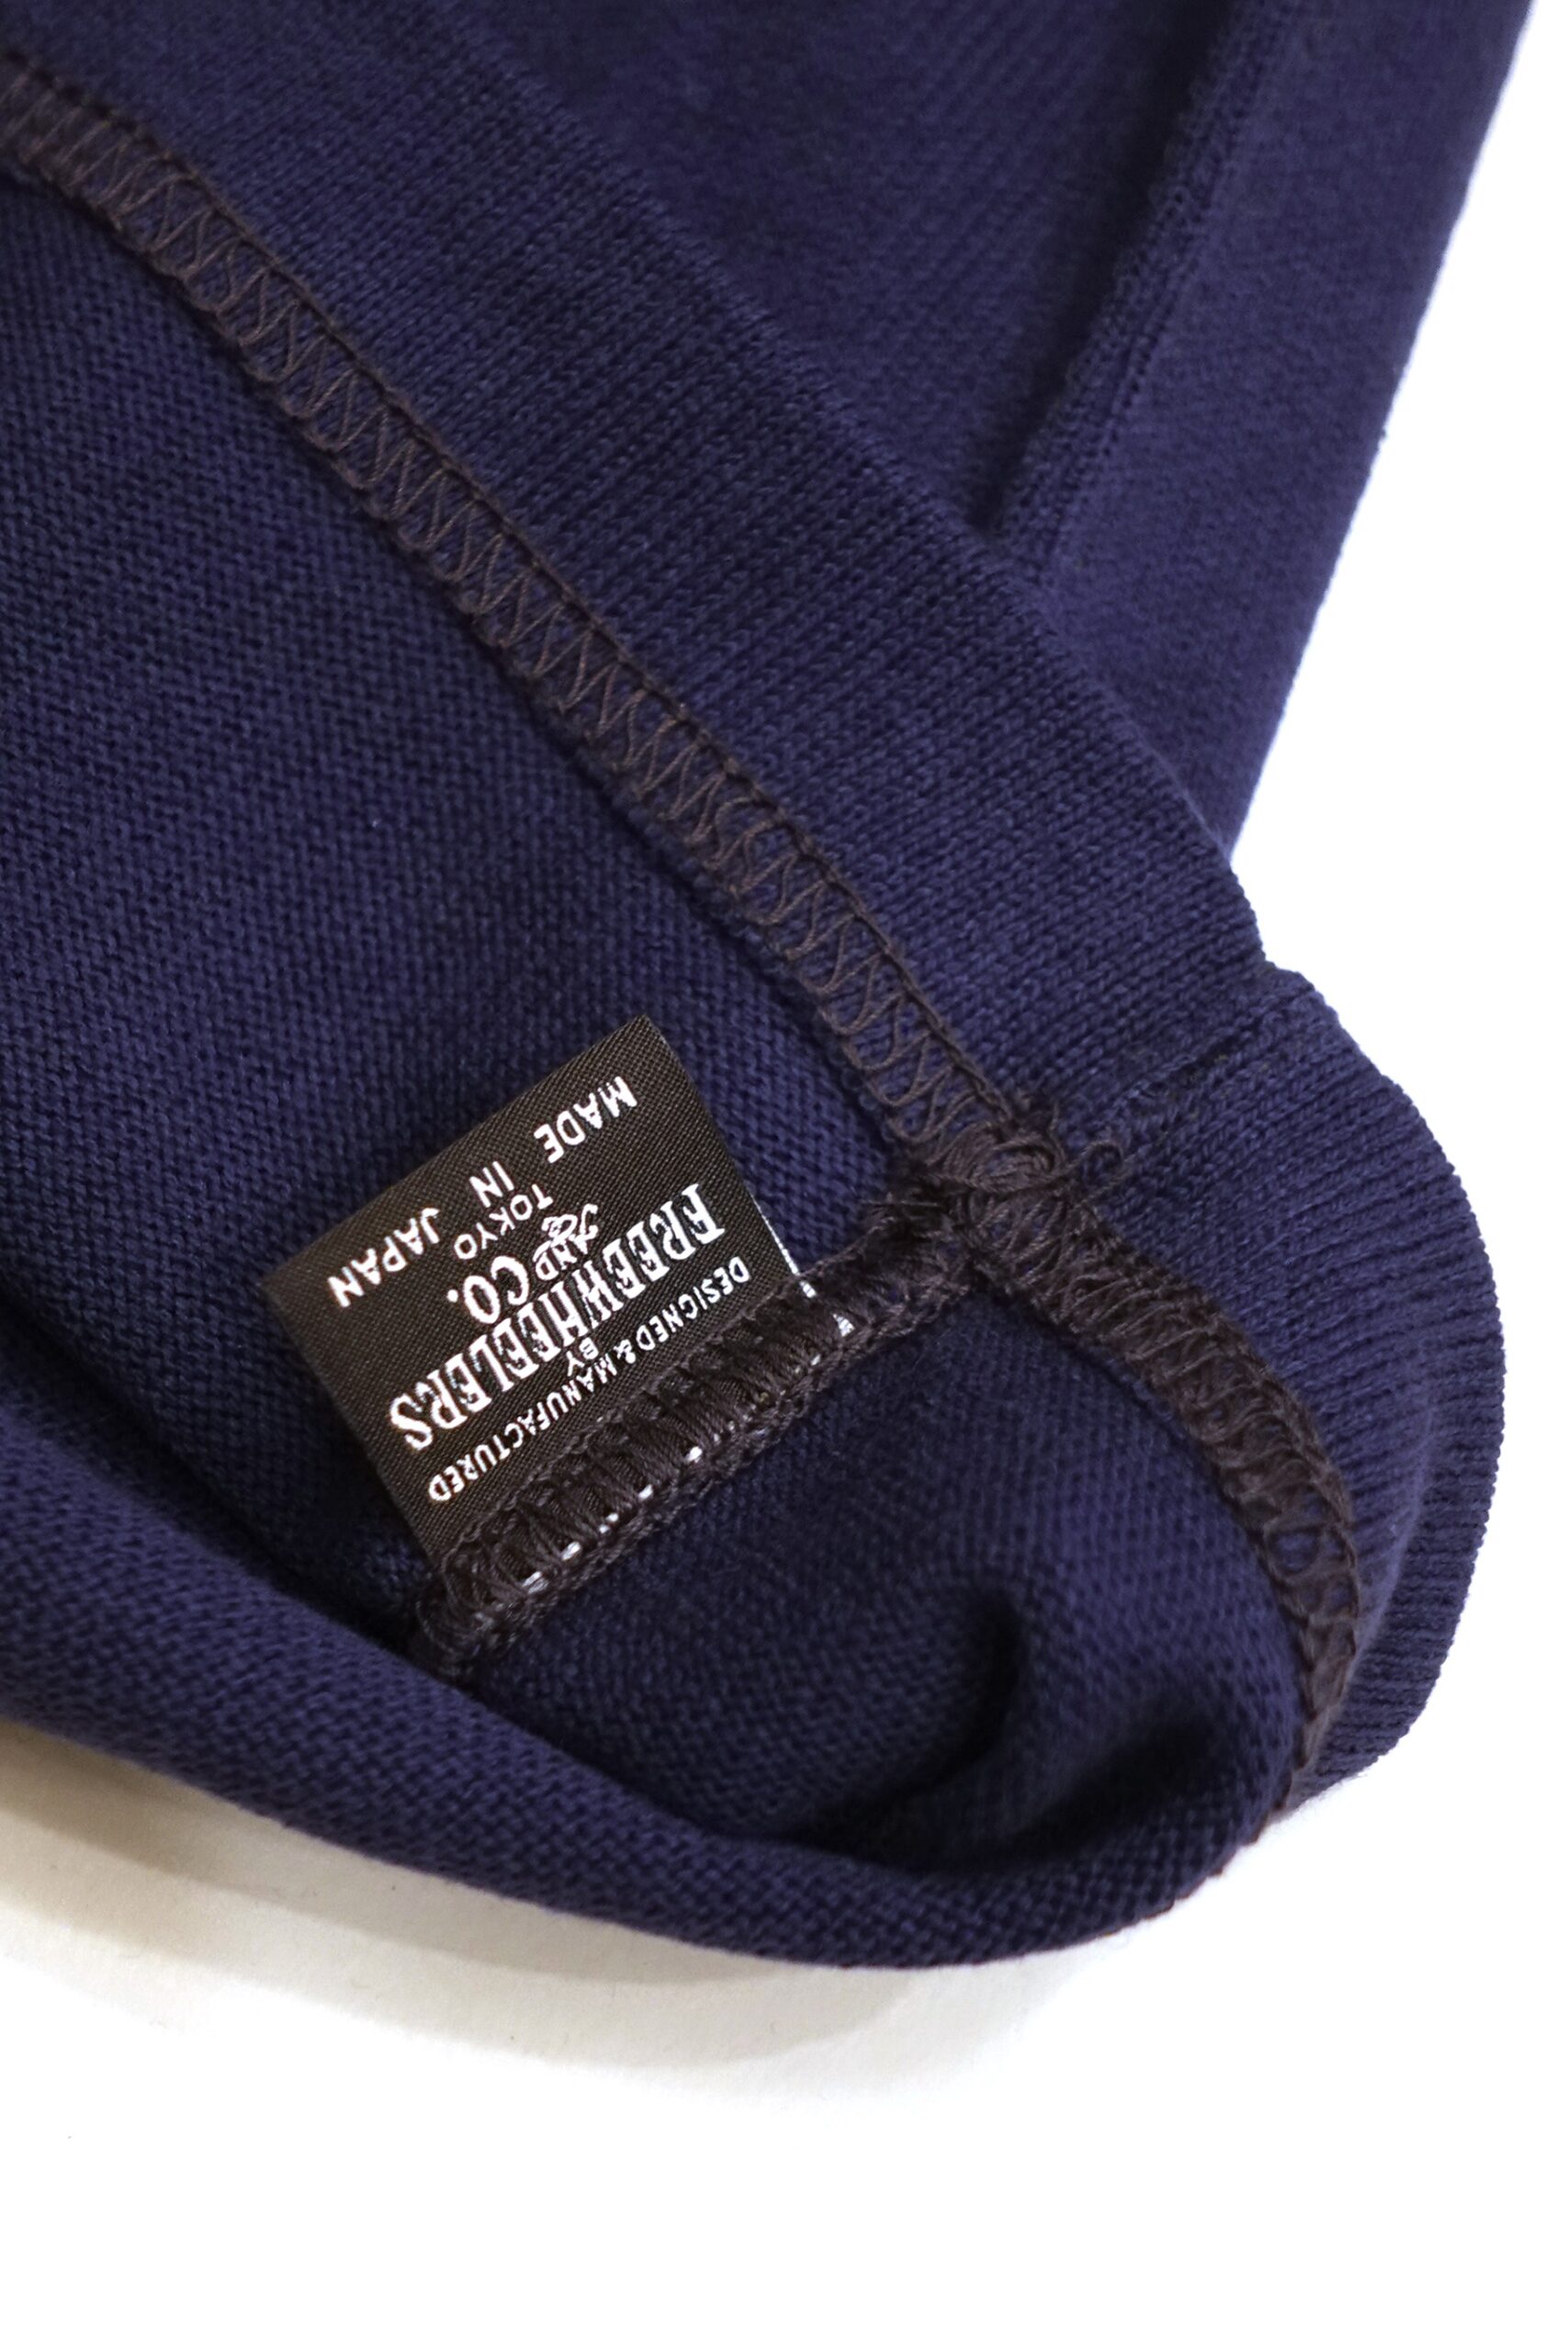 DESIGNED & MANUFACTURED
BY
FREEWHEELERS
AND CO.
TOKYO
MADE IN JAPAN